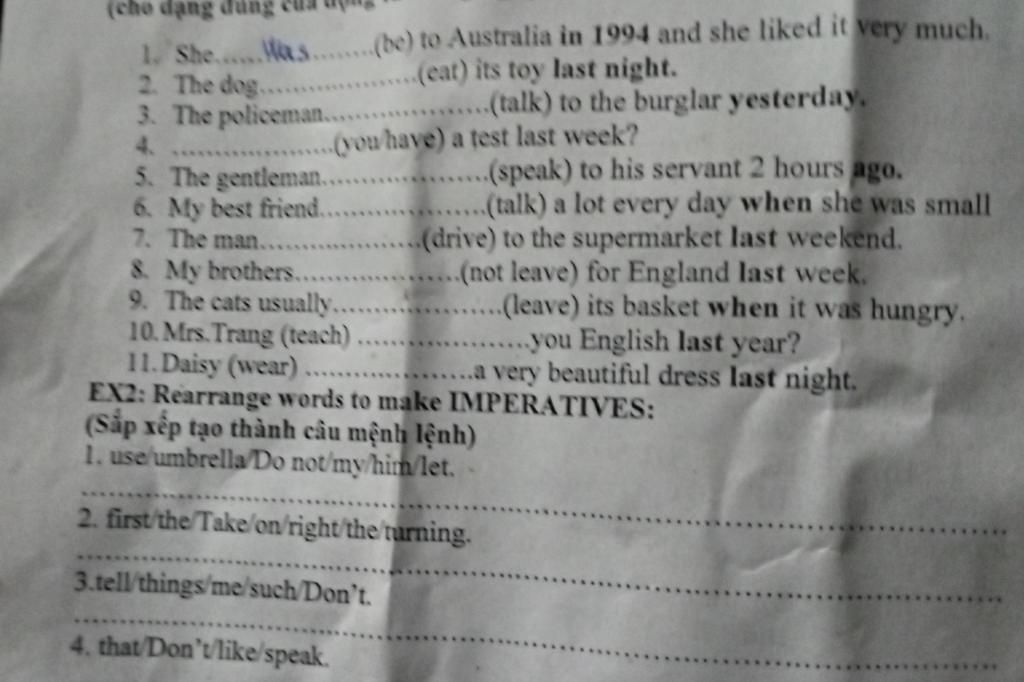 (cho dạng đúng của
1. She......Was........(be) to Australia in 1994 and she liked it very much.
2. The dog....................(eat) its toy last night.
3. The policeman.....................(talk) to the burglar yesterday.
4. ....................(you/have) a test last week?
5. The gentleman.....................(speak) to his servant 2 hours ago.
6. My best friend.....................(talk) a lot every day when she was small
7. The man....................(drive) to the supermarket last weekend.
8. My brothers....................(not leave) for England last week.
9. The cats usually.....................(leave) its basket when it was hungry.
10. Mrs.Trang (teach) .....................you English last year?
11. Daisy (wear) .....................a very beautiful dress last night.
EX2: Rearrange words to make IMPERATIVES:
(Sắp xếp tạo thành câu mệnh lệnh)
1. use/umbrella/Do not/my/him/let.
2. first/the/Take/on/right/the/turning.
3.tell/things/me/such/Don't.
4. that/Don't/like/speak.